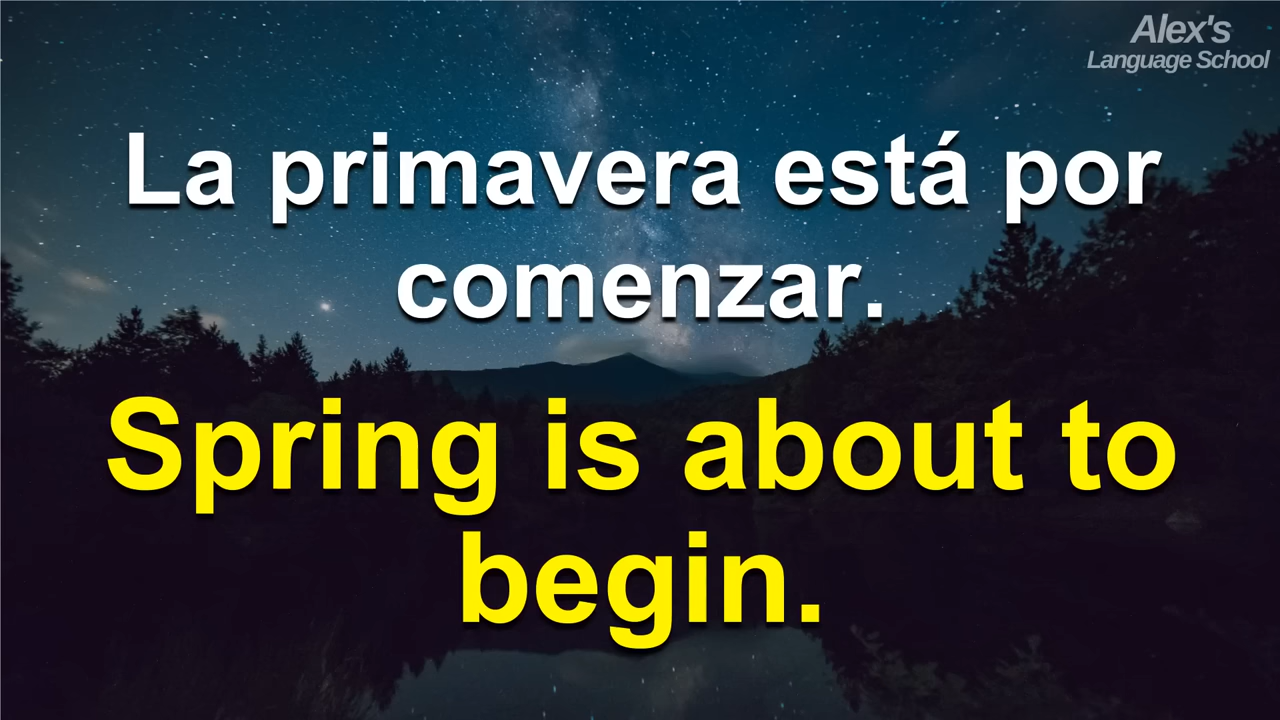 Alex's
Language School
La primavera está por
comenzar.
Spring is about to
begin.